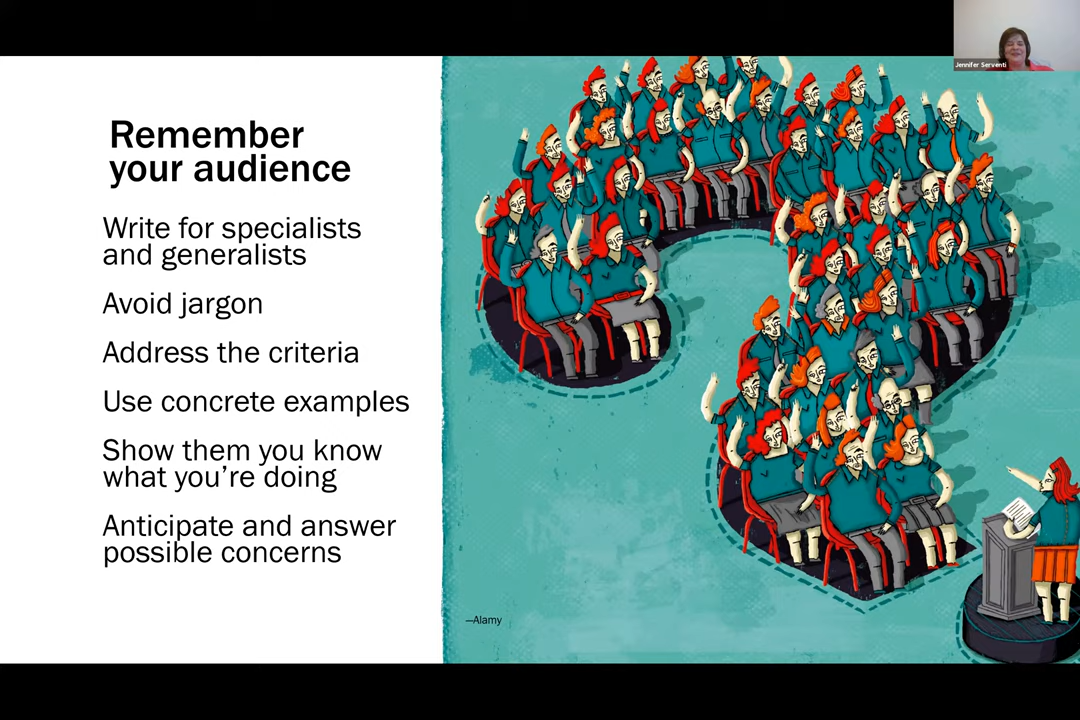 Jennifer Serventi
Remember
your audience
Write for specialists
and generalists
Avoid jargon
Address the criteria
Use concrete examples
Show them you know
what you’re doing
Anticipate and answer
possible concerns
—Alamy